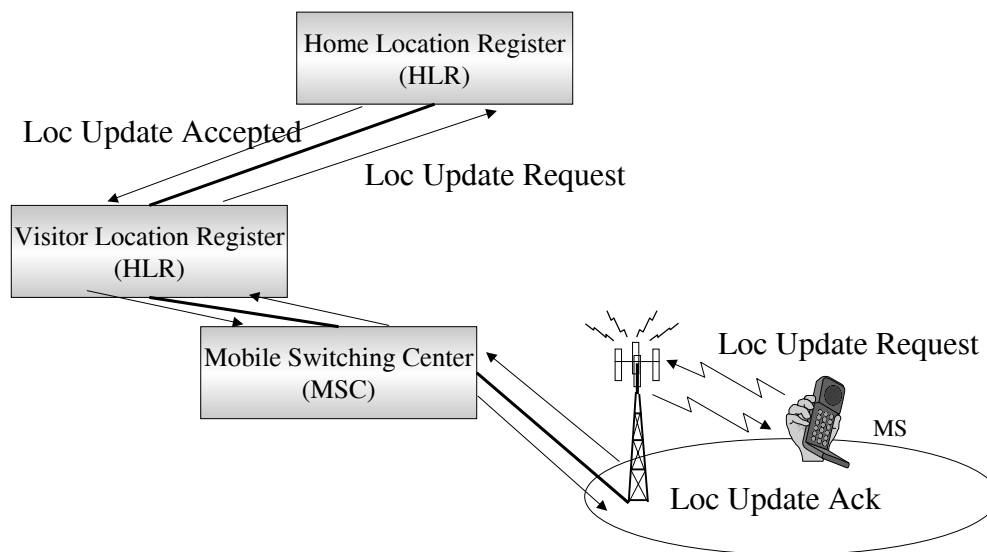 Home Location Register
(HLR)
Loc Update Accepted
Loc Update Request
Visitor Location Register
(HLR)
Mobile Switching Center
(MSC)
Loc Update Request
MS
Loc Update Ack